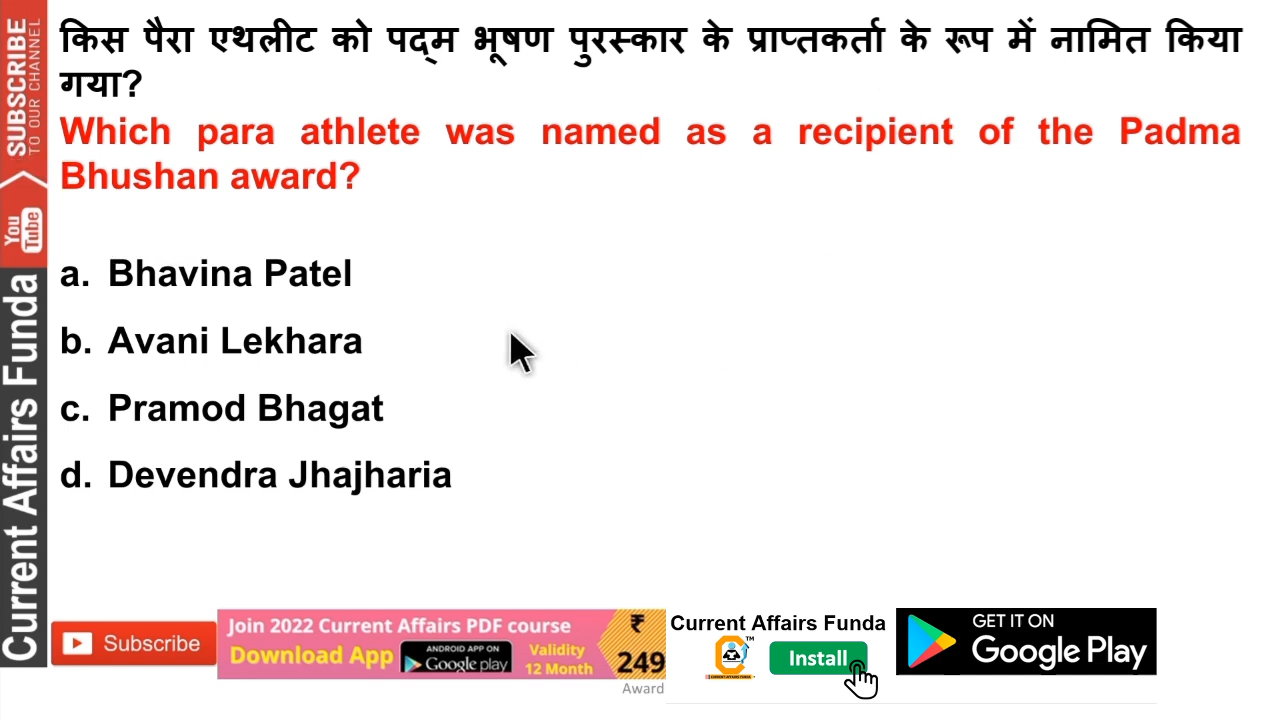 किस पैरा एथलीट को पद्म भूषण पुरस्कार के प्राप्तकर्ता के रूप में नामित किया
गया?
Which para athlete was named as a recipient of the Padma
Bhushan award?
a. Bhavina Patel
b. Avani Lekhara
c. Pramod Bhagat
d. Devendra Jhajharia
SUBSCRIBE
TO OUR CHANNEL
You
Tube
Current Affairs Funda
Subscribe
Join 2022 Current Affairs PDF course
Download App
ANDROID APP ON
Google play
Validity
12 Month
₹
249
Award
Current Affairs Funda
TM
Install
GET IT ON
Google Play